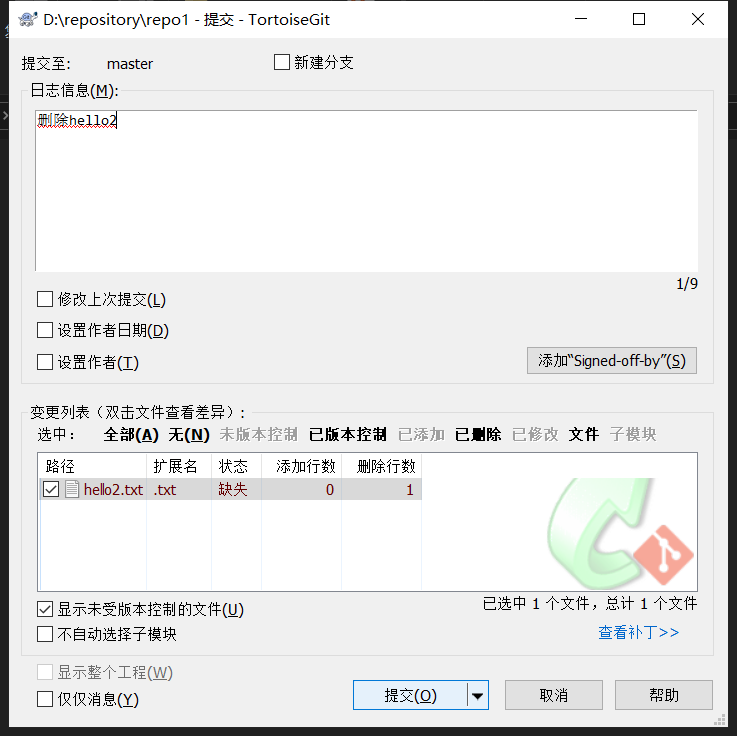 D:\repository\repo1 - 提交 - TortoiseGit
提交至: master 新建分支
日志信息(M):
删除hello2
1/9
修改上次提交(L)
设置作者日期(D)
设置作者(T)
添加“Signed-off-by”(S)
变更列表（双击文件查看差异）:
选中： 全部(A) 无(N) 未版本控制 已版本控制 已添加 已删除 已修改 文件 子模块
路径 扩展名 状态 添加行数 删除行数
hello2.txt .txt 缺失 0 1
显示未受版本控制的文件(U)
已选中 1 个文件，总计 1 个文件
不自动选择子模块
查看补丁>>
显示整个工程(W)
仅仅消息(Y)
提交(O) 取消 帮助